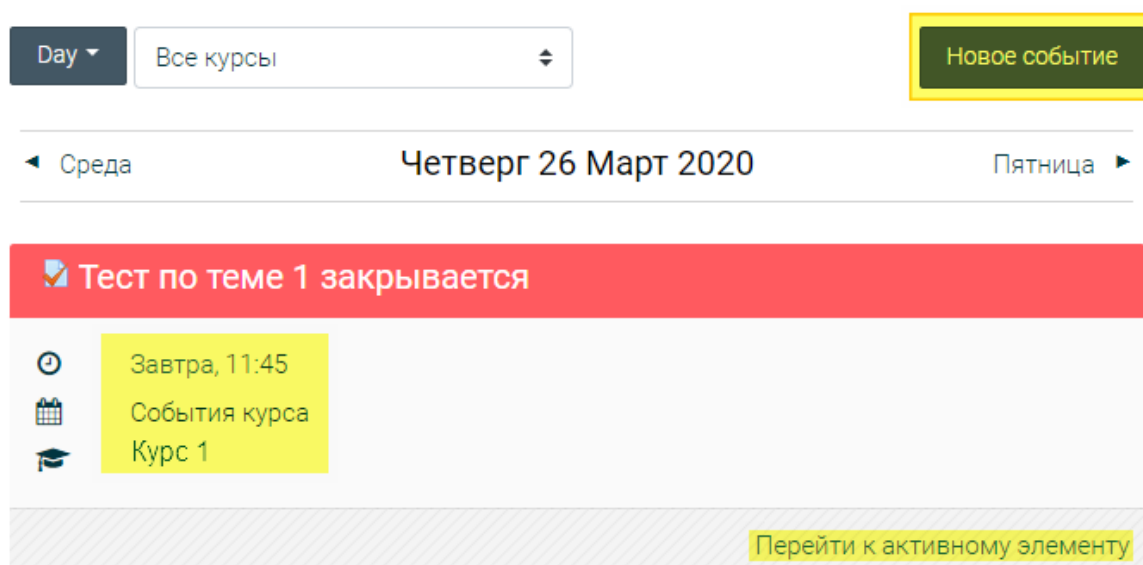 Day Все курсы Новое событие
Среда Четверг 26 Март 2020 Пятница
Тест по теме 1 закрывается
Завтра, 11:45
События курса
Курс 1
Перейти к активному элементу